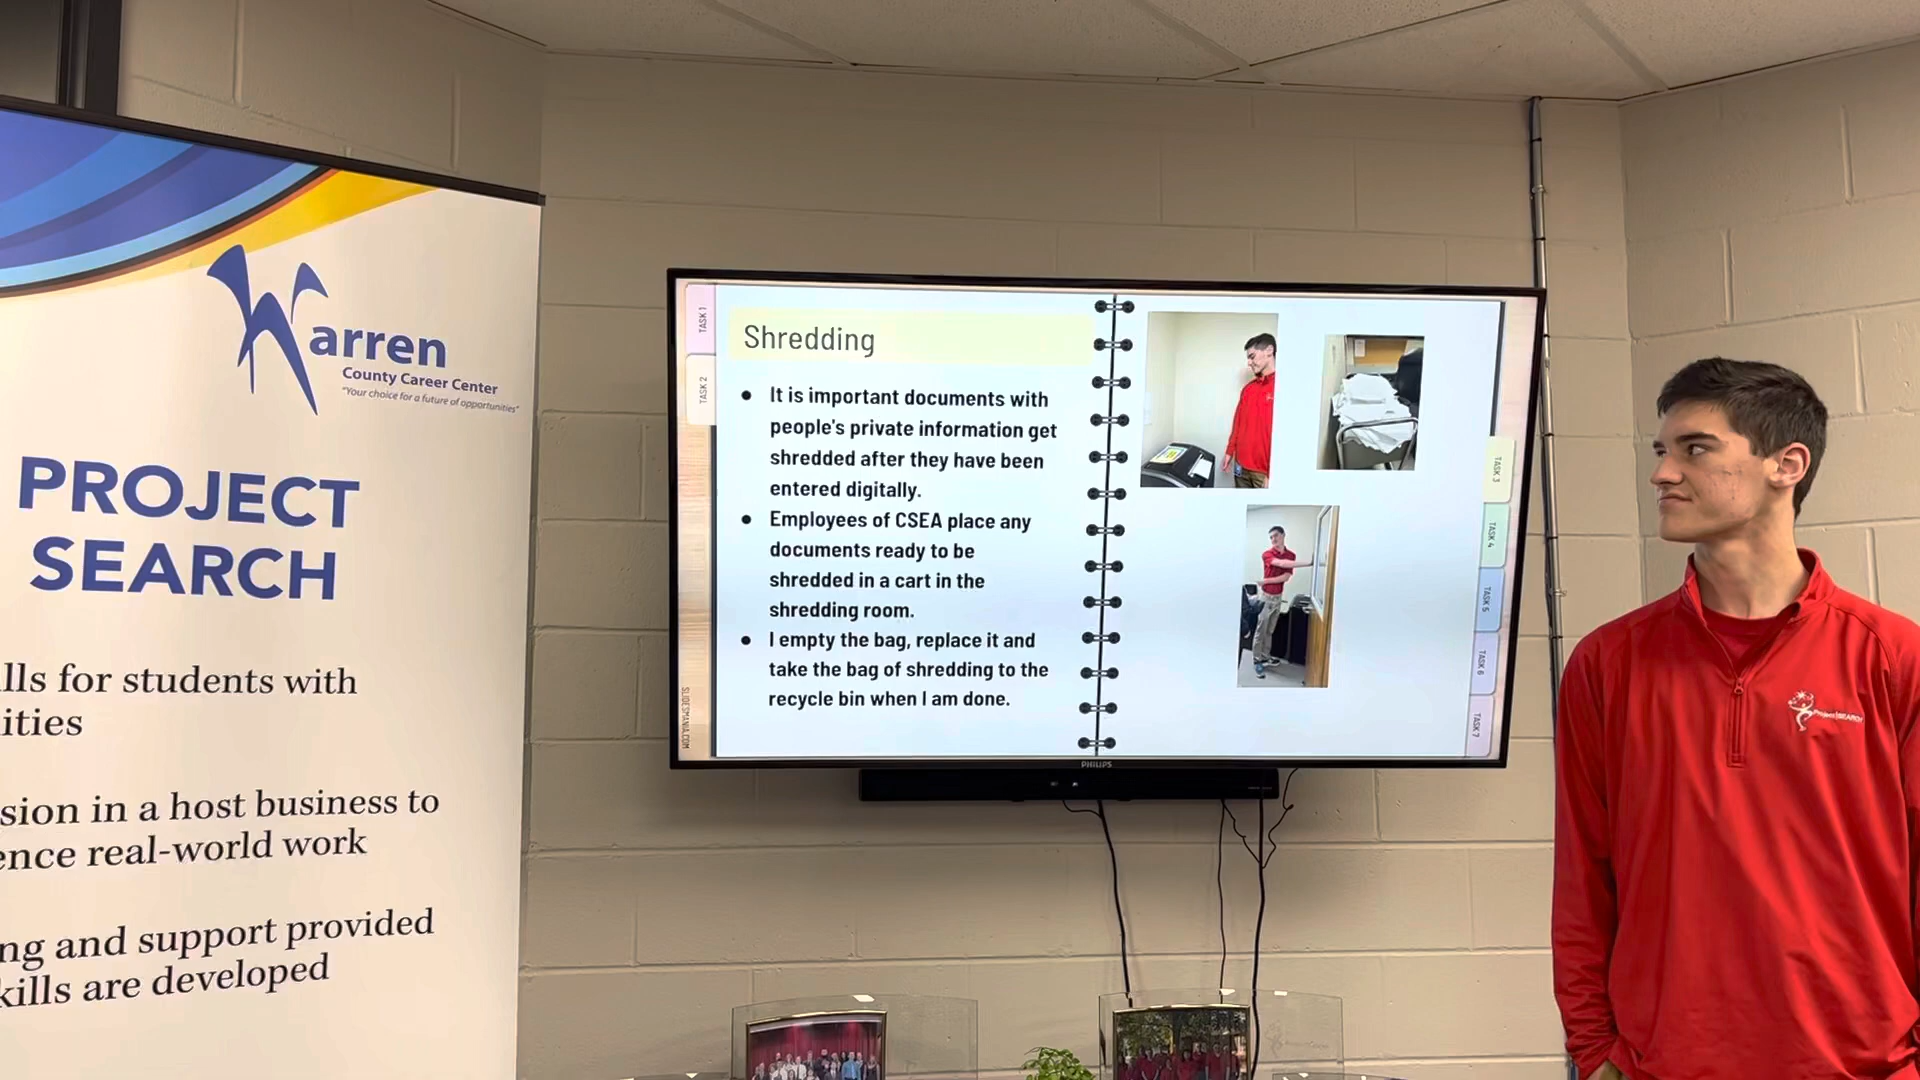 Warren
County Career Center
"Your choice for a future of opportunities"
PROJECT
SEARCH
lls for students with
ities
sion in a host business to
ence real-world work
ng and support provided
kills are developed
TASK 1
TASK 2
Shredding
• It is important documents with
people's private information get
shredded after they have been
entered digitally.
• Employees of CSEA place any
documents ready to be
shredded in a cart in the
shredding room.
• I empty the bag, replace it and
take the bag of shredding to the
recycle bin when I am done.
SLIDESMANIA.COM
TASK 3
TASK 4
TASK 5
TASK 6
TASK 7
PHILIPS
Project SEARCH